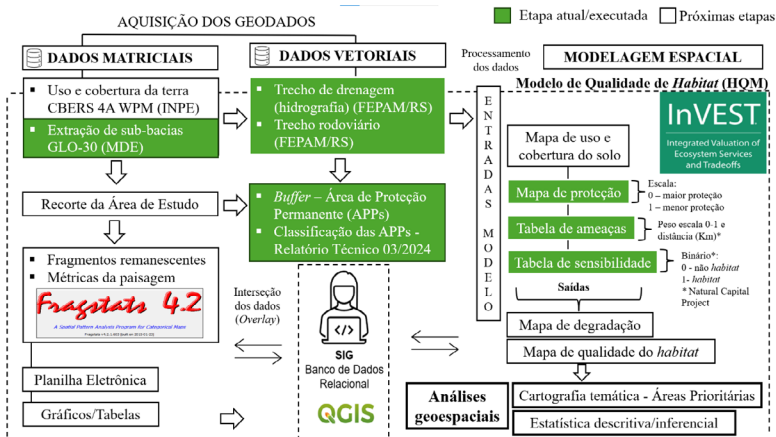 AQUISIÇÃO DOS GEODADOS
Etapa atual/executada
Próximas etapas
DADOS MATRICIAIS
Uso e cobertura da terra
CBERS 4A WPM (INPE)
Extração de sub-bacias
GLO-30 (MDE)
Recorte da Área de Estudo
Fragmentos remanescentes
Métricas da paisagem
Fragstats 4.2
A Spatial Pattern Analysis Program for Categorical Maps
Planilha Eletrônica
Gráficos/Tabelas
DADOS VETORIAIS
Trecho de drenagem
(hidrografia) (FEPAM/RS)
Trecho rodoviário
(FEPAM/RS)
Buffer – Área de Proteção
Permanente (APPs)
Classificação das APPs -
Relatório Técnico 03/2024
Interseção
dos dados
(Overlay)
SIG
Banco de Dados
Relacional
QGIS
Processamento
dos dados
ENTRADAS MODELO
MODELAGEM ESPACIAL
Modelo de Qualidade de Habitat (HQM)
InVEST
Integrated Valuation of
Ecosystem Services
and Tradeoffs
Mapa de uso e
cobertura do solo
Mapa de proteção
Escala:
0 – maior proteção
1 – menor proteção
Tabela de ameaças
Peso escala 0-1 e
distância (Km)*
Tabela de sensibilidade
Binário*:
0 - não habitat
1- habitat
* Natural Capital
Project
Saídas
Mapa de degradação
Mapa de qualidade do habitat
Análises
geoespaciais
Cartografia temática - Áreas Prioritárias
Estatística descritiva/inferencial